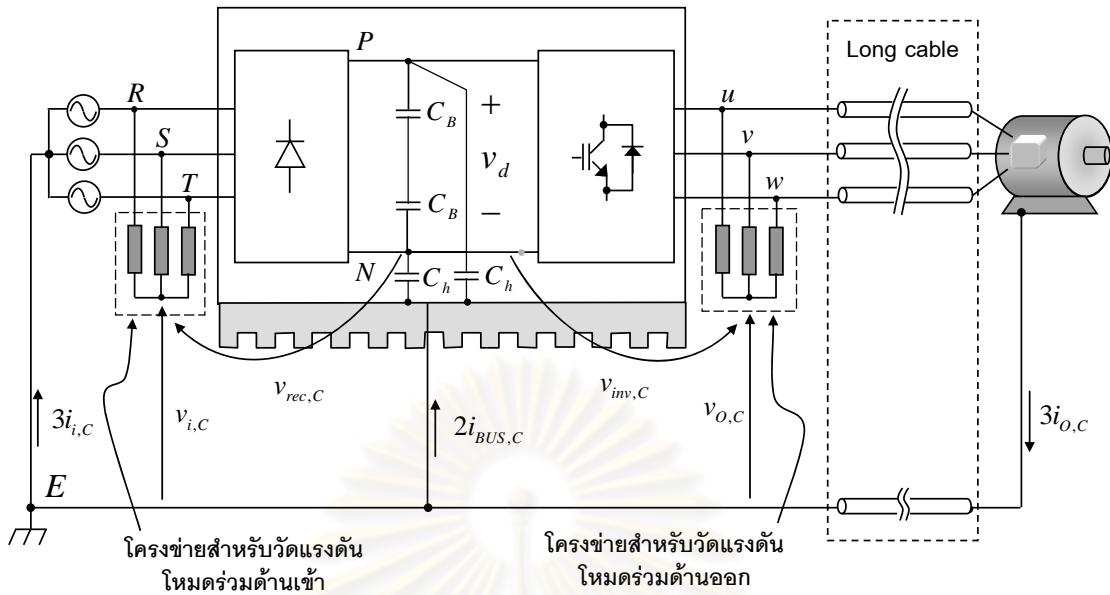 P
Long cable
R
S
T
C_B
C_B
+
v_d
−
N
C_h
C_h
u
v
w
v_{rec,C}
v_{inv,C}
3i_{i,C}
v_{i,C}
2i_{BUS,C}
v_{O,C}
3i_{O,C}
E
โครงข่ายสำหรับวัดแรงดัน
โหมดร่วมด้านเข้า
โครงข่ายสำหรับวัดแรงดัน
โหมดร่วมด้านออก